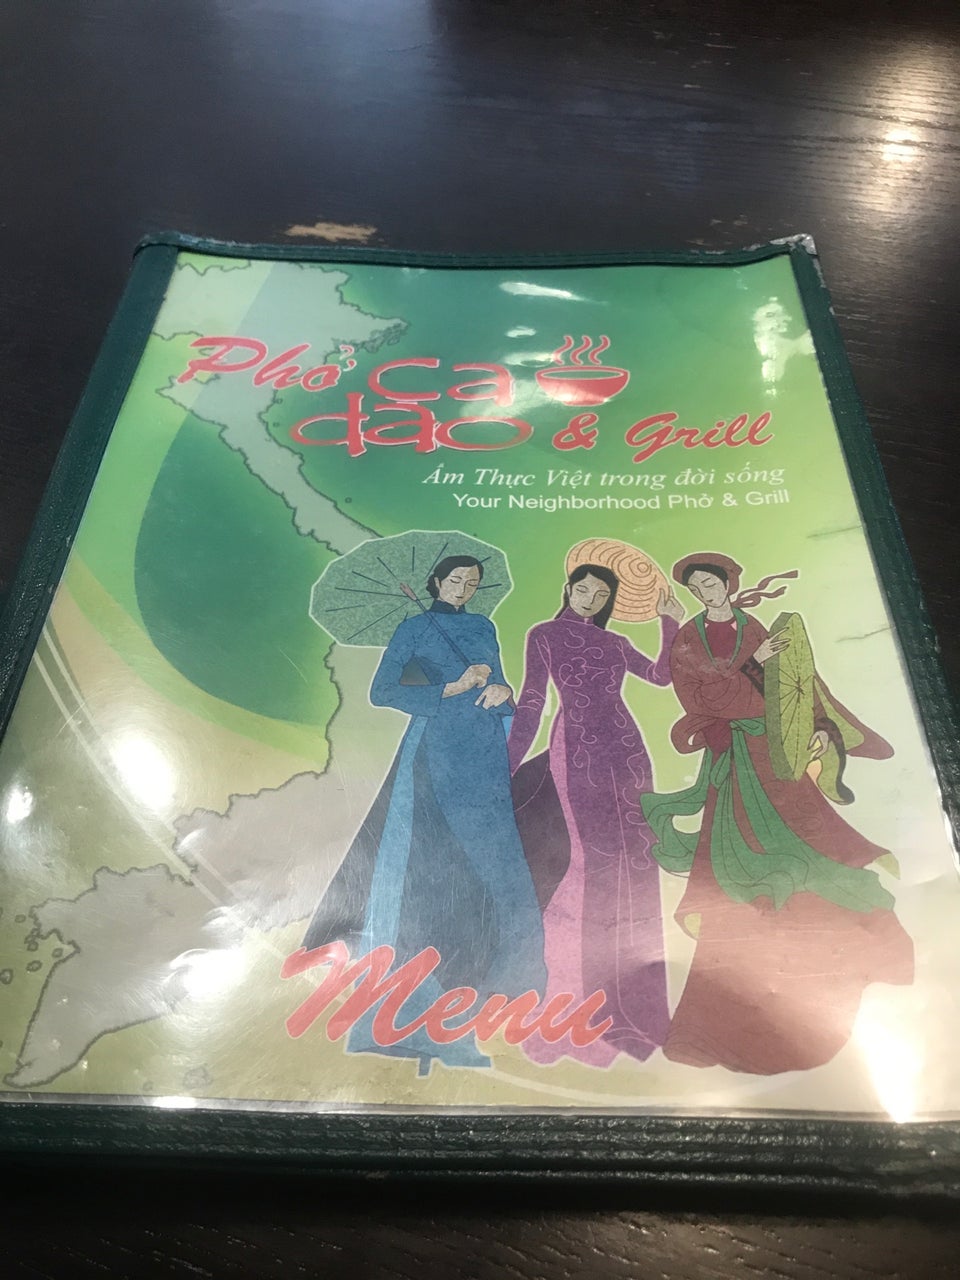 Phở ca
dao & Grill
Ẩm Thực Việt trong đời sống
Your Neighborhood Phở & Grill
Menu